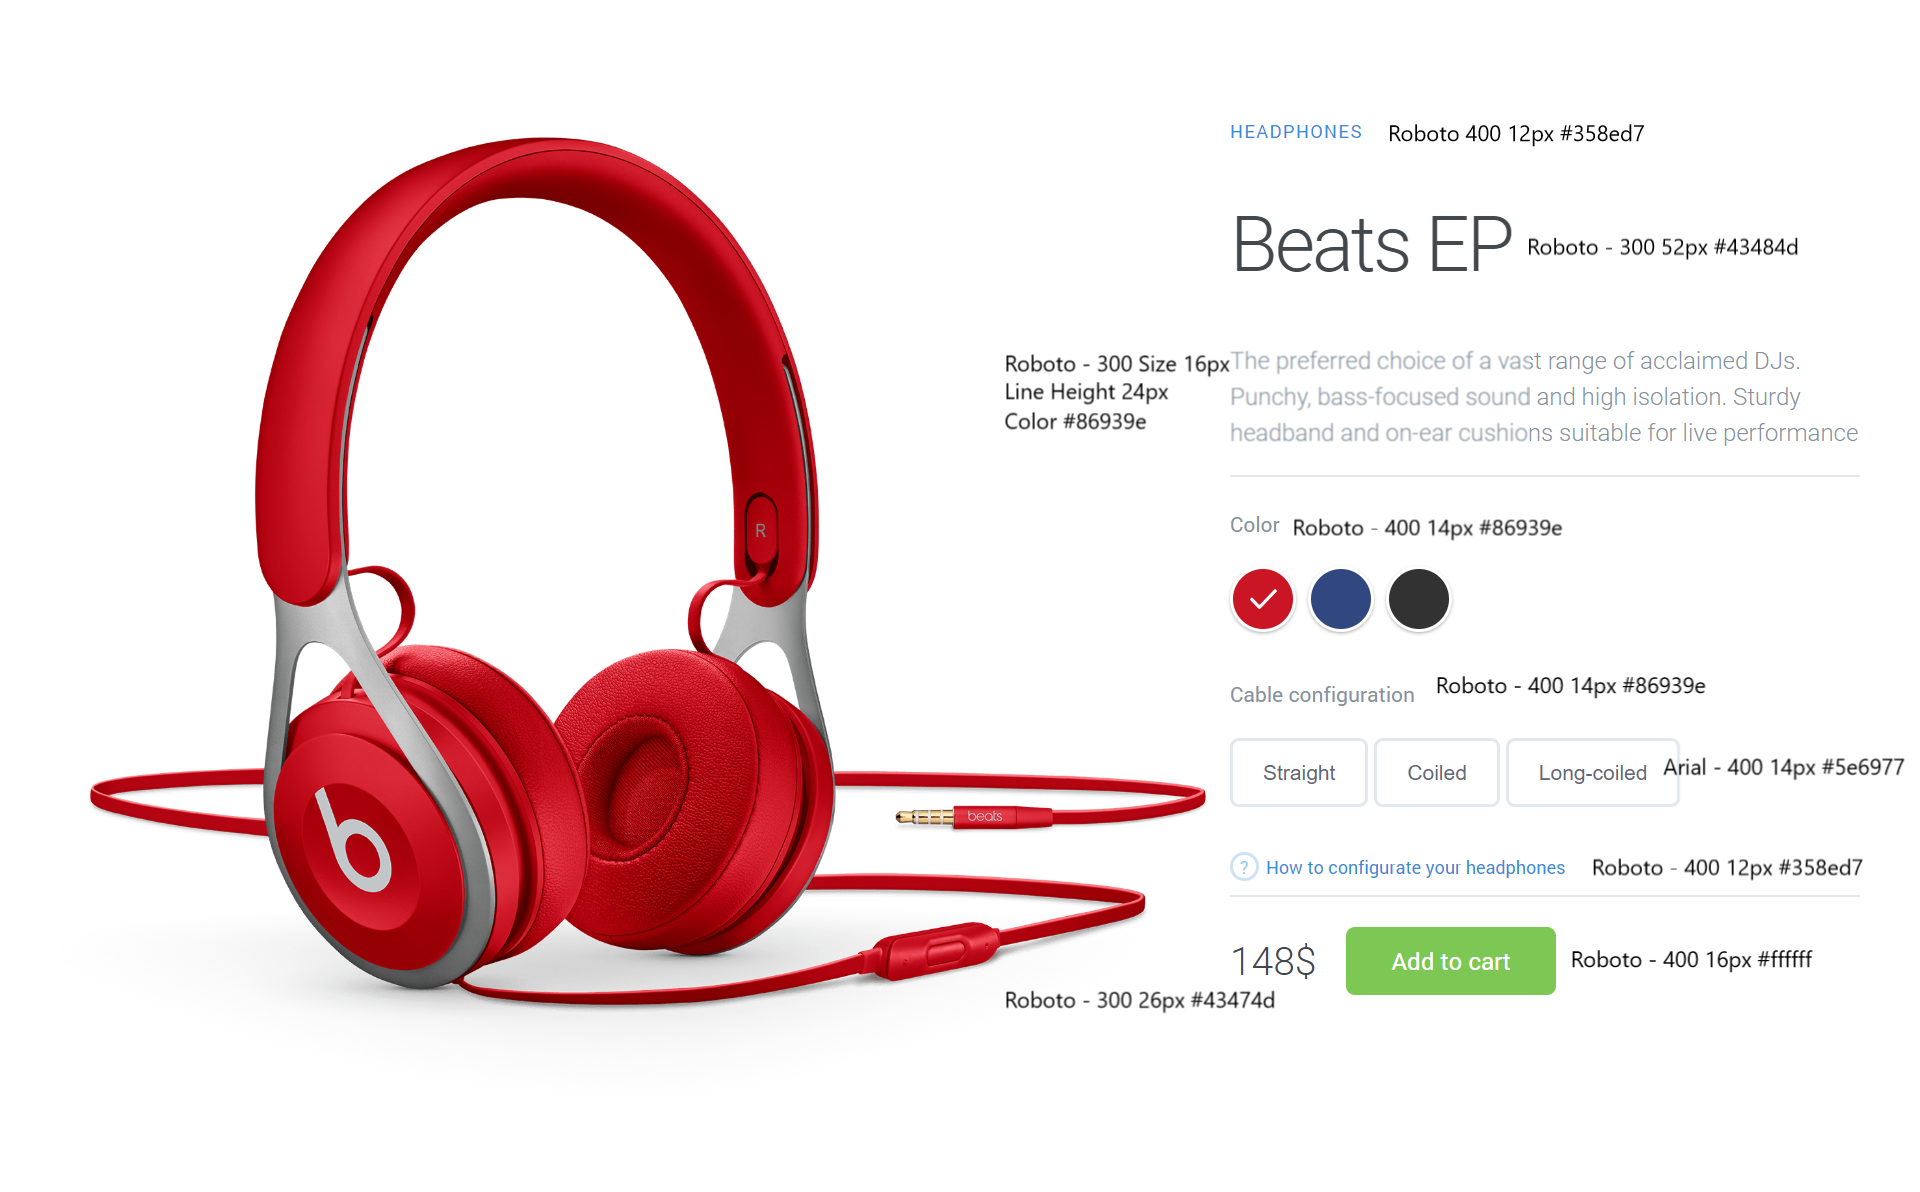 HEADPHONES Roboto 400 12px #358ed7
Beats EP Roboto - 300 52px #43484d
Roboto - 300 Size 16px The preferred choice of a vast range of acclaimed DJs.
Line Height 24px Punchy, bass-focused sound and high isolation. Sturdy
Color #86939e headband and on-ear cushions suitable for live performance
R
Color Roboto - 400 14px #86939e
Cable configuration Roboto - 400 14px #86939e
Straight Coiled Long-coiled Arial - 400 14px #5e6977
beats
b
? How to configurate your headphones Roboto - 400 12px #358ed7
148$ Add to cart Roboto - 400 16px #ffffff
Roboto - 300 26px #43474d